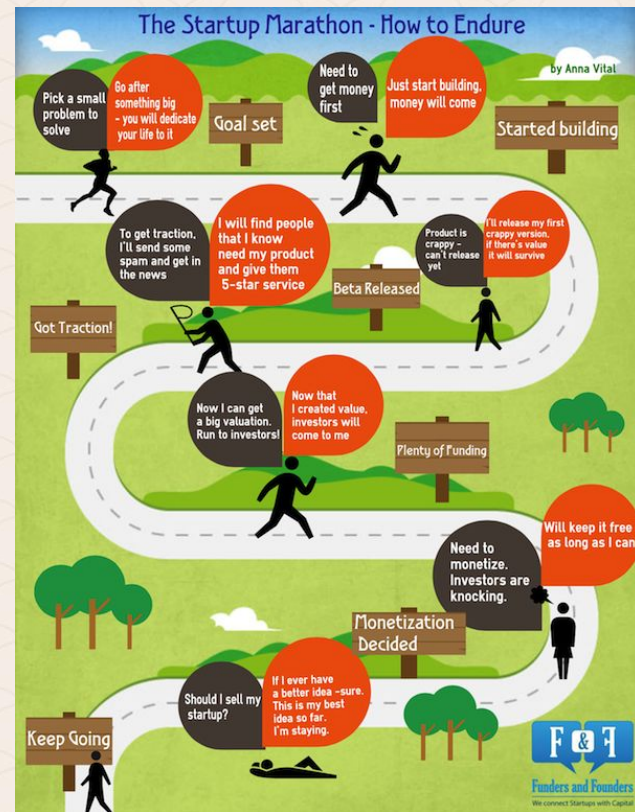 The Startup Marathon - How to Endure
by Anna Vital
Pick a small
problem to
solve
Go after
something big
- you will dedicate
your life to it
Goal set
Need to
get money
first
Just start building,
money will come
Started building
To get traction,
I'll send some
spam and get in
the news
I will find people
that I know
need my product
and give them
5-star service
Product is
crappy -
can't release
yet
I'll release my first
crappy version,
if there's value
it will survive
Beta Released
Got Traction!
Now I can get
a big valuation.
Run to investors!
Now that
I created value,
investors will
come to me
Plenty of Funding
Need to
monetize.
Investors are
knocking.
Will keep it free
as long as I can
Monetization
Decided
Should I sell my
startup?
If I ever have
a better idea -sure.
This is my best
idea so far.
I'm staying.
Keep Going
F & F
Funders and Founders
We connect Startups with Capital